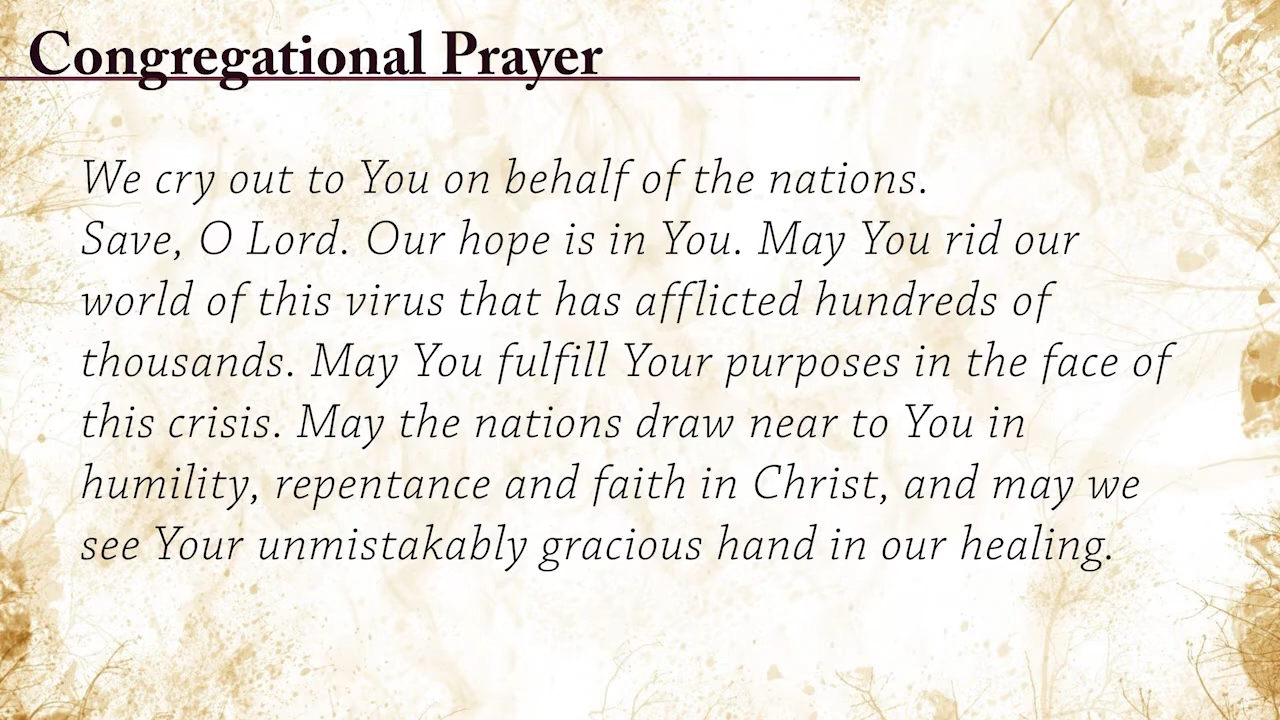 Congregational Prayer
We cry out to You on behalf of the nations.
Save, O Lord. Our hope is in You. May You rid our
world of this virus that has afflicted hundreds of
thousands. May You fulfill Your purposes in the face of
this crisis. May the nations draw near to You in
humility, repentance and faith in Christ, and may we
see Your unmistakably gracious hand in our healing.